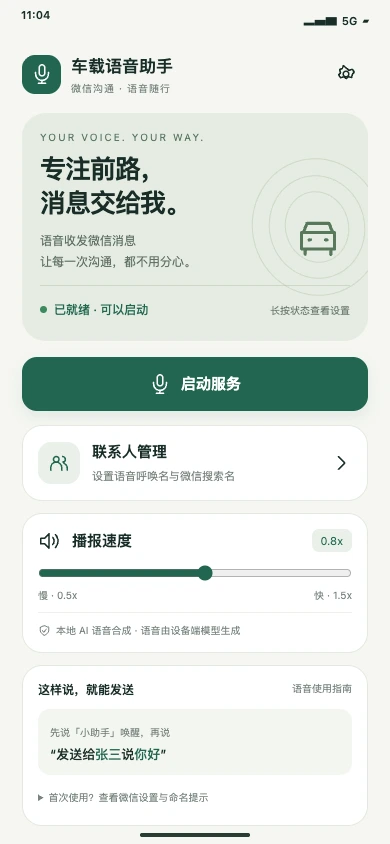 11:04
5G
车载语音助手
微信沟通 · 语音随行
YOUR VOICE. YOUR WAY.
专注前路，
消息交给我。
语音收发微信消息
让每一次沟通，都不用分心。
已就绪 · 可以启动
长按状态查看设置
启动服务
联系人管理
设置语音呼唤名与微信搜索名
播报速度
0.8x
慢 · 0.5x
快 · 1.5x
本地 AI 语音合成 · 语音由设备端模型生成
这样说，就能发送
语音使用指南
先说「小助手」唤醒，再说
“发送给张三说你好”
▶ 首次使用？查看微信设置与命名提示